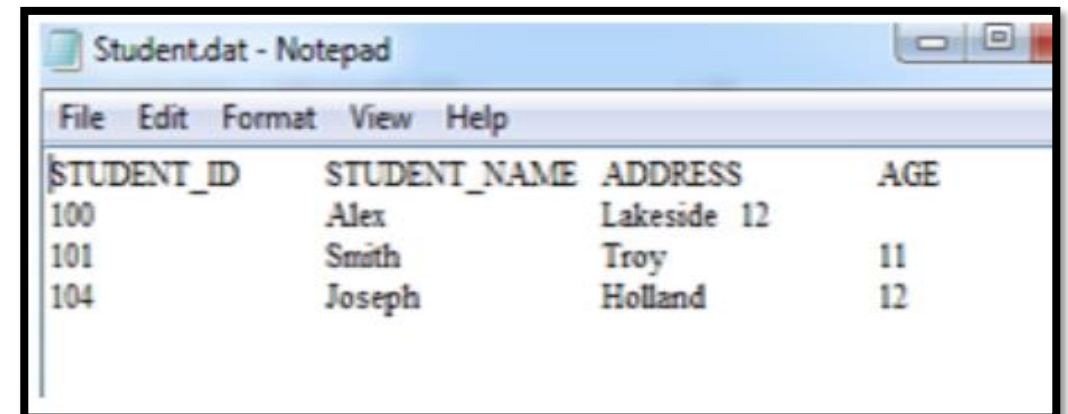 Student.dat - Notepad
File Edit Format View Help
STUDENT_ID STUDENT_NAME ADDRESS AGE
100 Alex Lakeside 12
101 Smith Troy 11
104 Joseph Holland 12